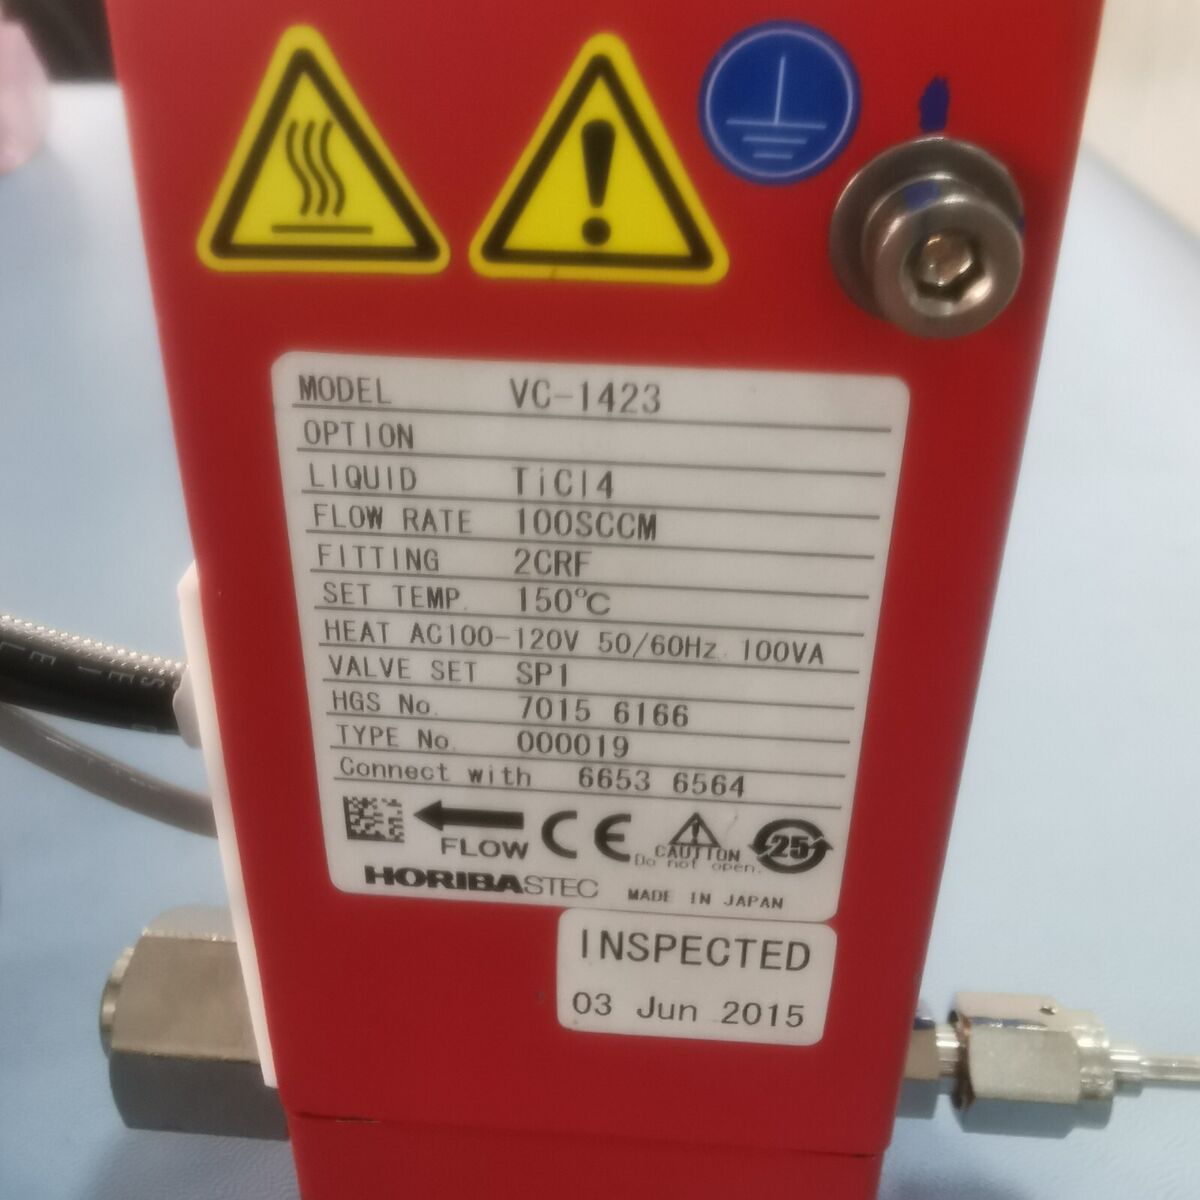 MODEL VC-1423
OPTION
LIQUID TiCl4
FLOW RATE 100SCCM
FITTING 2CRF
SET TEMP. 150℃
HEAT AC100-120V 50/60Hz 100VA
VALVE SET SP1
HGS No. 7015 6166
TYPE No. 000019
Connect with 6653 6564
FLOW CE CAUTION 25
Do not open.
HORIBASTEC MADE IN JAPAN
INSPECTED
03 Jun 2015